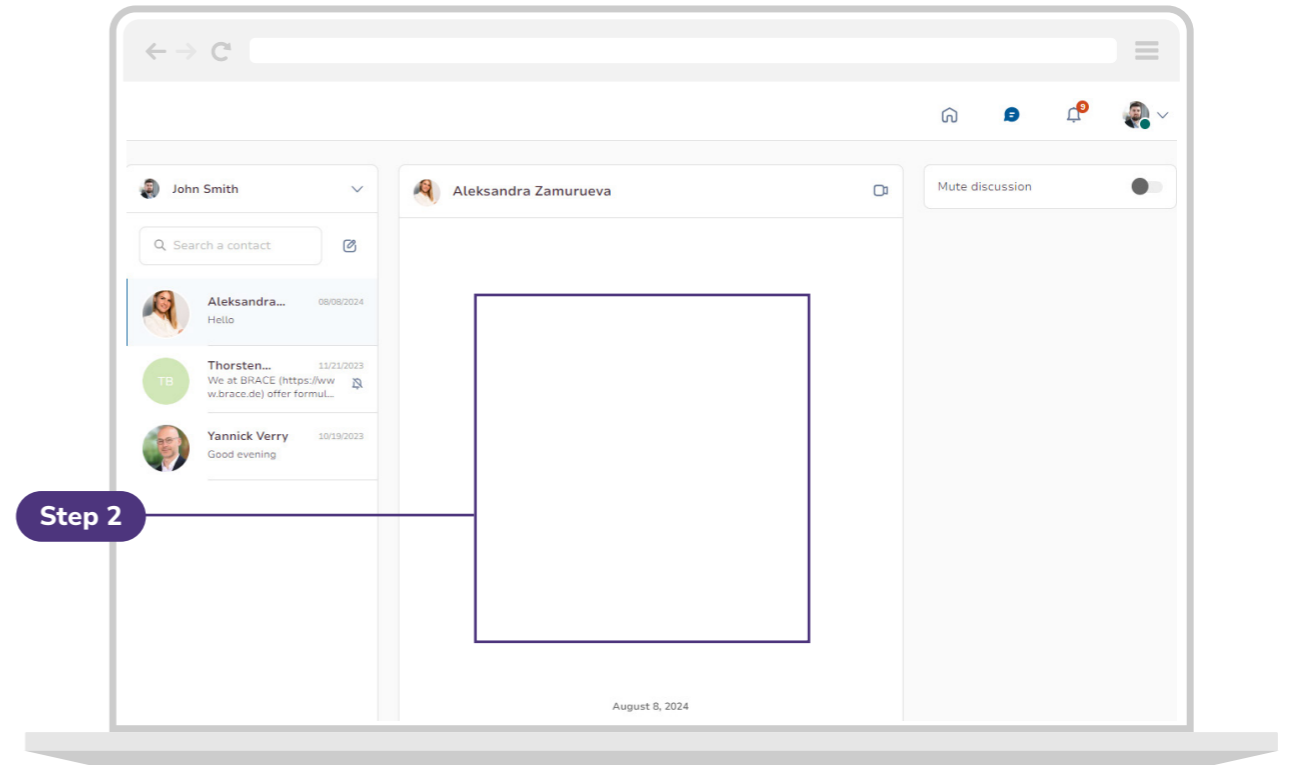 9
John Smith
Aleksandra Zamurueva
Mute discussion
Search a contact
Aleksandra... 08/08/2024
Hello
Thorsten... 11/21/2023
TB
We at BRACE (https://ww
w.brace.de) offer formul...
Yannick Verry 10/19/2023
Good evening
Step 2
August 8, 2024